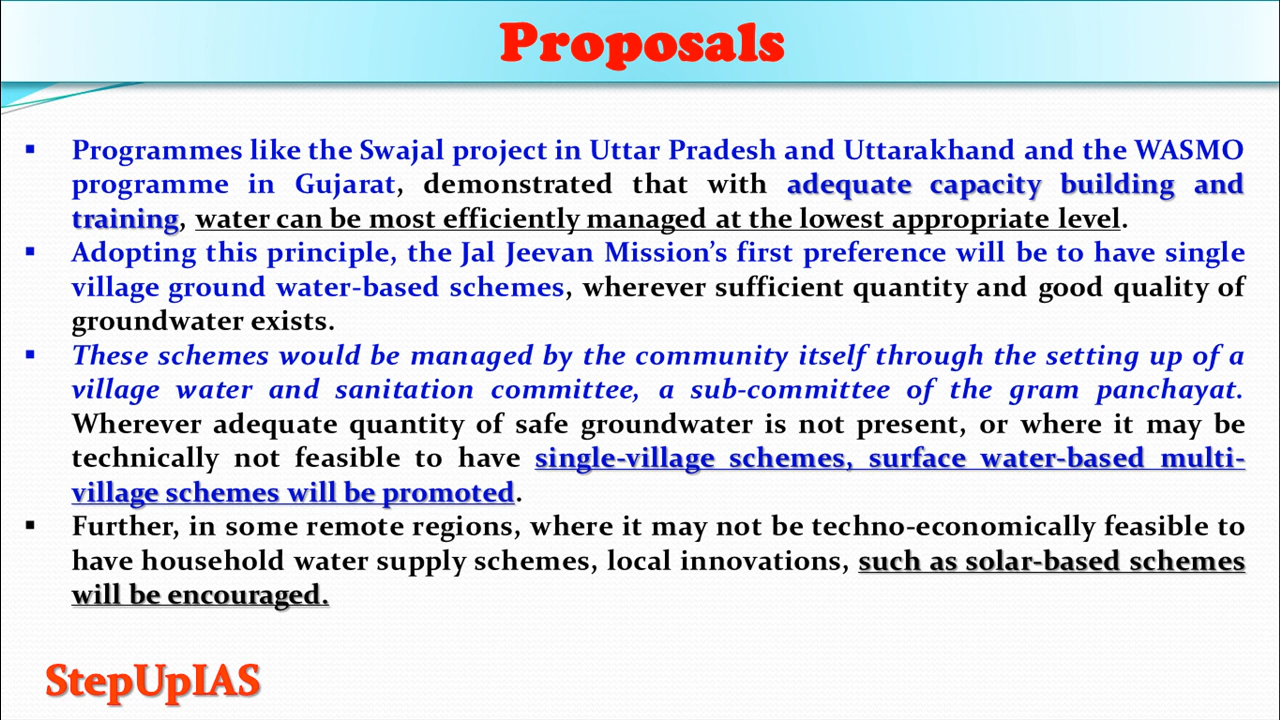 Proposals
▪ Programmes like the Swajal project in Uttar Pradesh and Uttarakhand and the WASMO
programme in Gujarat, demonstrated that with adequate capacity building and
training, water can be most efficiently managed at the lowest appropriate level.
▪ Adopting this principle, the Jal Jeevan Mission’s first preference will be to have single
village ground water-based schemes, wherever sufficient quantity and good quality of
groundwater exists.
▪ These schemes would be managed by the community itself through the setting up of a
village water and sanitation committee, a sub-committee of the gram panchayat.
Wherever adequate quantity of safe groundwater is not present, or where it may be
technically not feasible to have single-village schemes, surface water-based multi-
village schemes will be promoted.
▪ Further, in some remote regions, where it may not be techno-economically feasible to
have household water supply schemes, local innovations, such as solar-based schemes
will be encouraged.
StepUpIAS